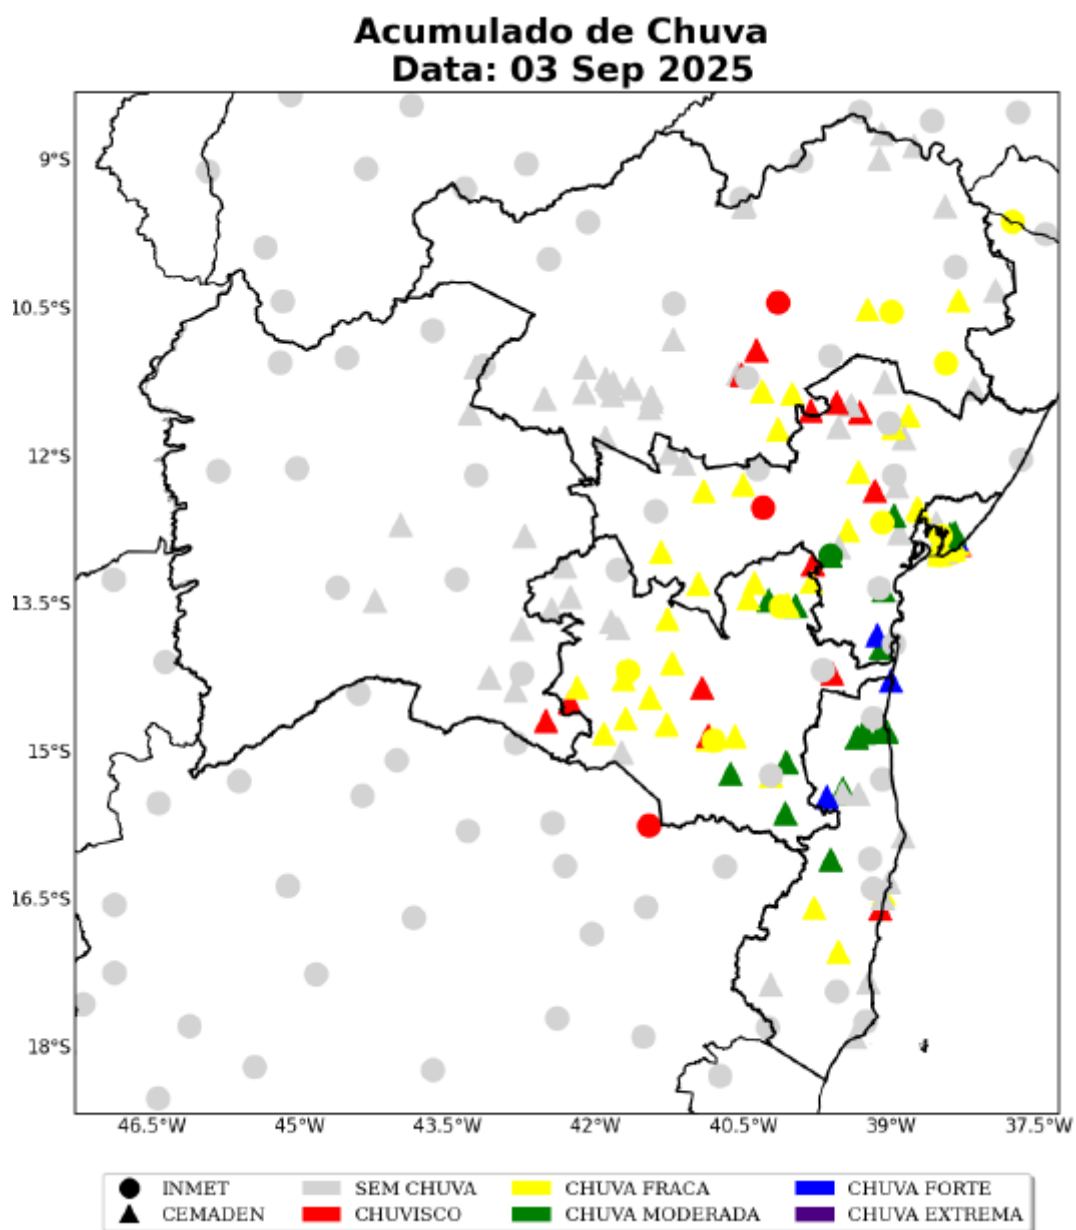 Acumulado de Chuva
Data: 03 Sep 2025
9°S
10.5°S
12°S
13.5°S
15°S
16.5°S
18°S
46.5°W 45°W 43.5°W 42°W 40.5°W 39°W 37.5°W
INMET SEM CHUVA CHUVA FRACA CHUVA FORTE
CEMADEN CHUVISCO CHUVA MODERADA CHUVA EXTREMA